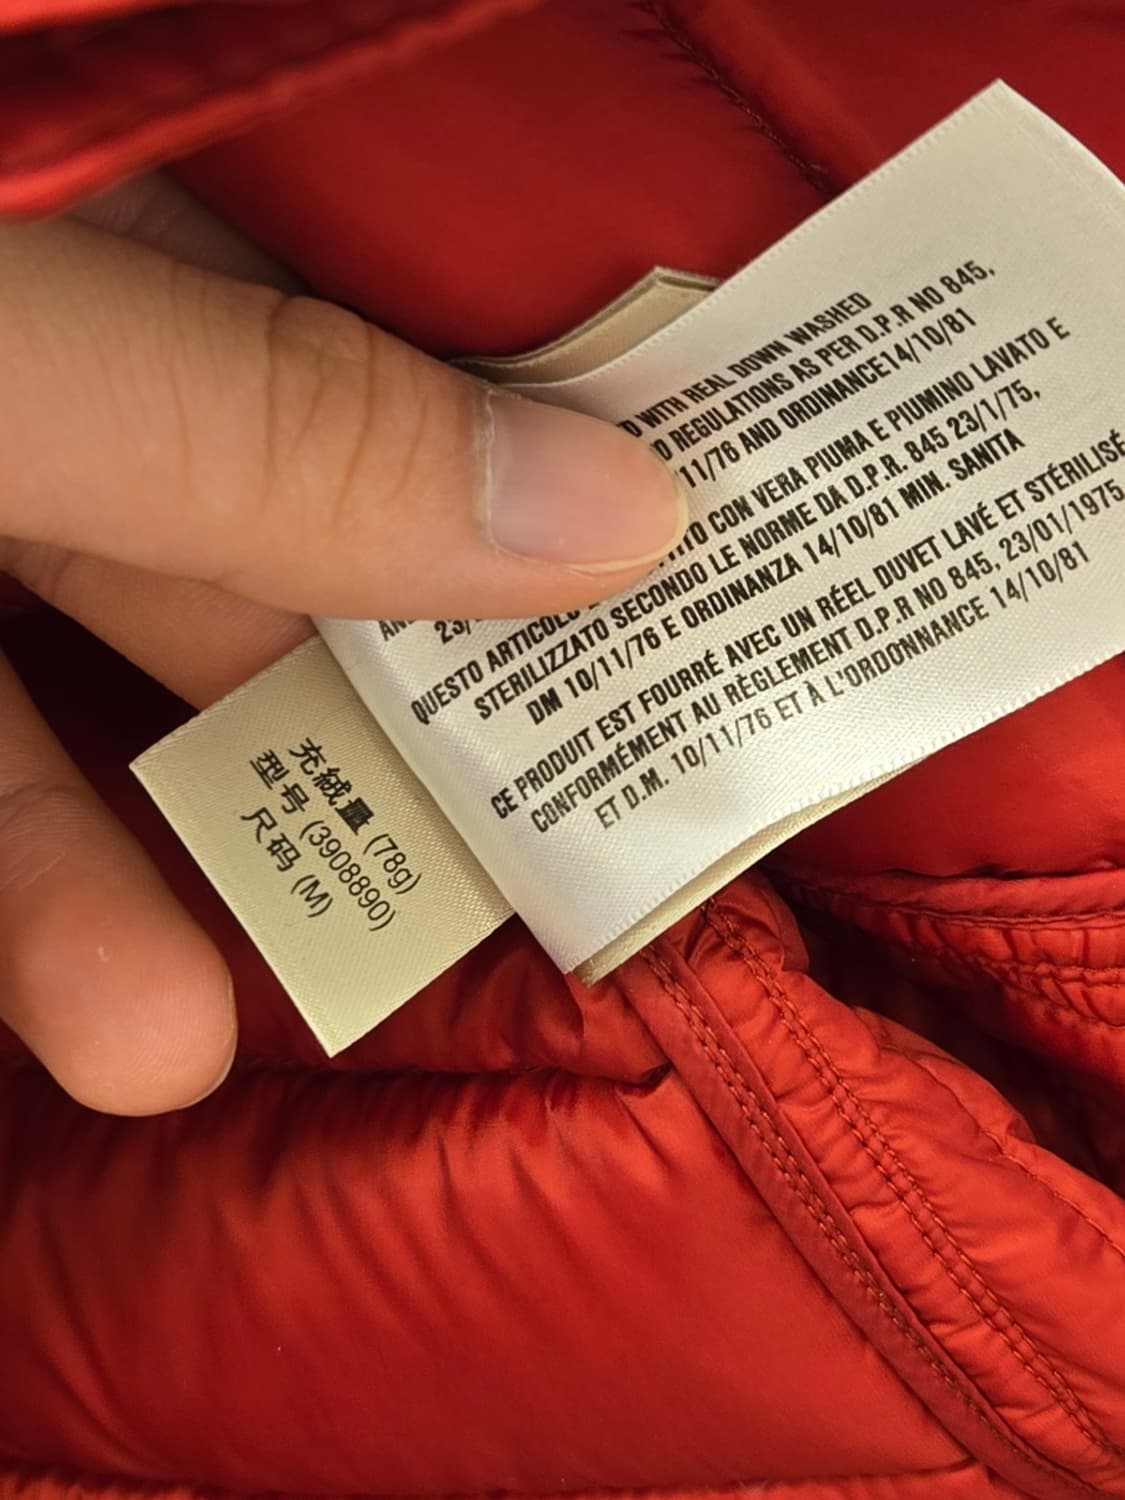 WITH REAL DOWN WASHED
REGULATIONS AS PER D.P.R NO 845,
11/76 AND ORDINANCE14/10/81
QUESTO ARTICOLO CON VERA PIUMA E PIUMINO LAVATO E
STERILIZZATO SECONDO LE NORME DA D.P.R. 845 23/1/75,
DM 10/11/76 E ORDINANZA 14/10/81 MIN. SANITA
CE PRODUIT EST FOURRÉ AVEC UN RÉEL DUVET LAVÉ ET STÉRILISÉ
CONFORMÉMENT AU RÈGLEMENT D.P.R NO 845, 23/01/1975
ET D.M. 10/11/76 ET À L'ORDONNANCE 14/10/81
充絨量 (78g)
型号 (3908890)
尺码 (M)